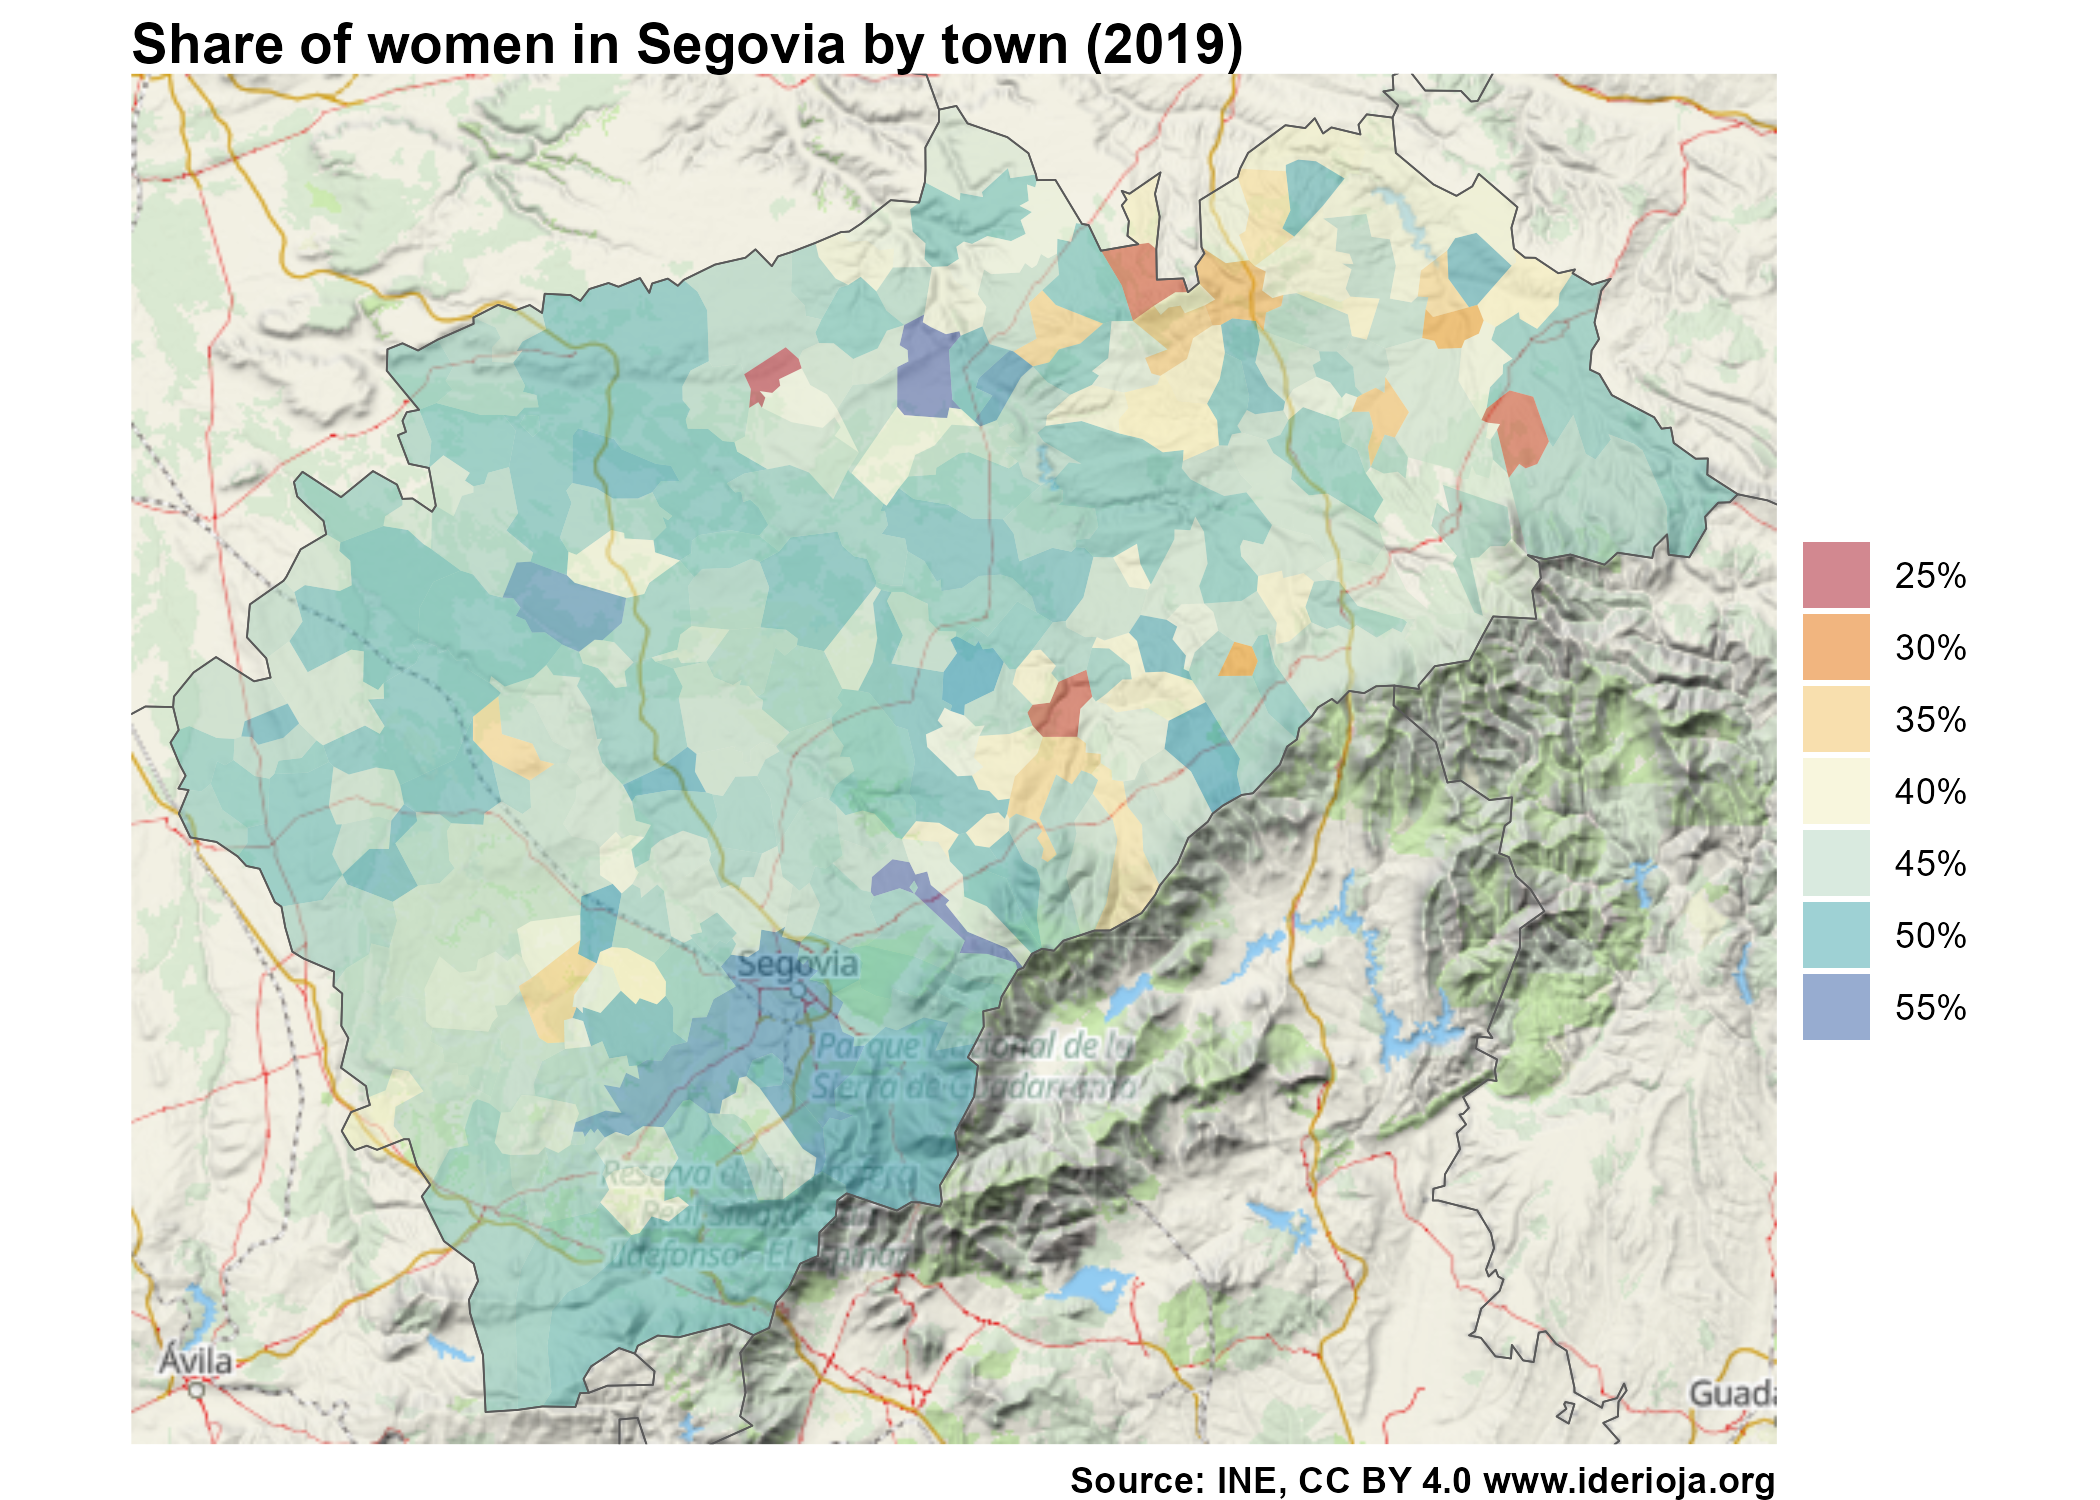 Share of women in Segovia by town (2019)
Segovia
Parque Nacional de la
Sierra de Guadarrama
Reserva de la
Real Sitio de
Ildefonso - El Espinar
Ávila
Guada
25%
30%
35%
40%
45%
50%
55%
Source: INE, CC BY 4.0 www.iderioja.org